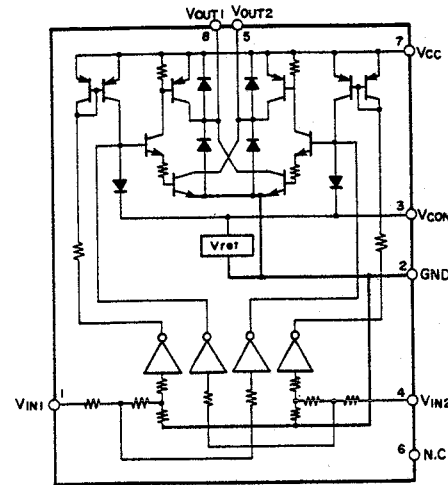 VOUT1 VOUT2
8 5
7 VCC
3 VCON
Vref
2 GND
1
VIN1
4 VIN2
6 N.C